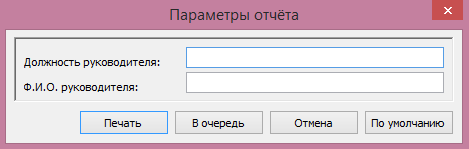 Параметры отчёта
Должность руководителя:
Ф.И.О. руководителя:
Печать В очередь Отмена По умолчанию